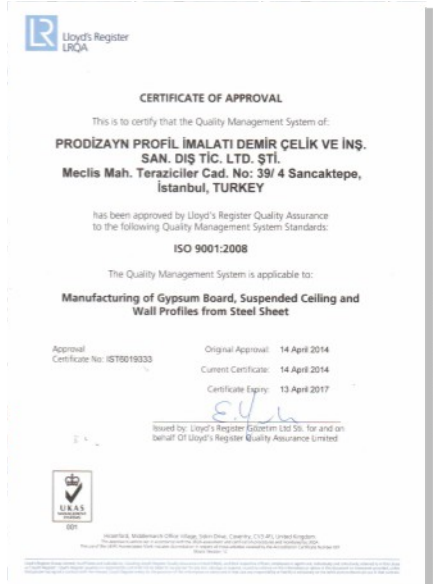 Lloyd's Register
LRQA
CERTIFICATE OF APPROVAL
This is to certify that the Quality Management System of:
PRODİZAYN PROFİL İMALATI DEMİR ÇELİK VE İNŞ.
SAN. DIŞ TİC. LTD. ŞTİ.
Meclis Mah. Teraziciler Cad. No: 39/ 4 Sancaktepe,
İstanbul, TURKEY
has been approved by Lloyd's Register Quality Assurance
to the following Quality Management System Standards:
ISO 9001:2008
The Quality Management System is applicable to:
Manufacturing of Gypsum Board, Suspended Ceiling and
Wall Profiles from Steel Sheet
Approval
Certificate No: IST6019333
Original Approval: 14 April 2014
Current Certificate: 14 April 2014
Certificate Expiry: 13 April 2017
Issued by: Lloyd's Register Gözetim Ltd Sti. for and on
behalf Of Lloyd's Register Quality Assurance Limited
UKAS
MANAGEMENT
SYSTEMS
001